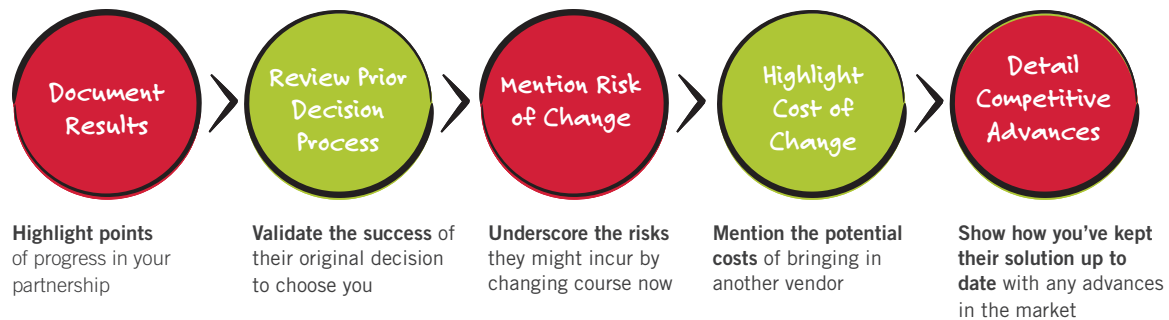 Document
Results
Review Prior
Decision
Process
Mention Risk
of Change
Highlight
Cost of
Change
Detail
Competitive
Advances
Highlight points
of progress in your
partnership
Validate the success of
their original decision
to choose you
Underscore the risks
they might incur by
changing course now
Mention the potential
costs of bringing in
another vendor
Show how you've kept
their solution up to
date with any advances
in the market